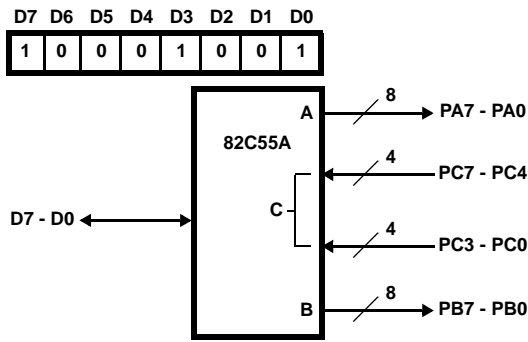 D7 D6 D5 D4 D3 D2 D1 D0
1 0 0 0 1 0 0 1
A 8 PA7 - PA0
82C55A
4 PC7 - PC4
C
D7 - D0
4 PC3 - PC0
B 8 PB7 - PB0